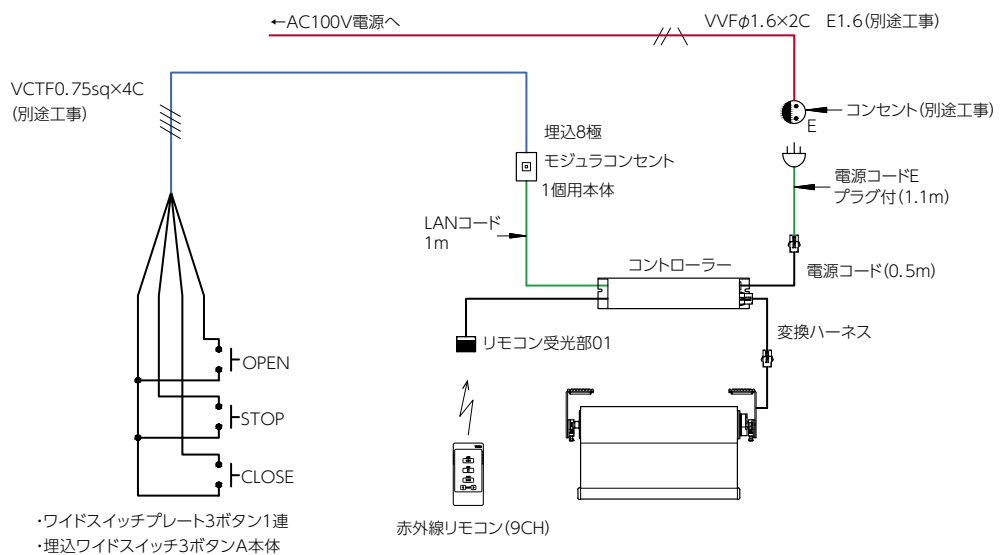 ←AC100V電源へ
VVFφ1.6×2C E1.6(別途工事)
VCTF0.75sq×4C
(別途工事)
コンセント(別途工事)
E
埋込8極
モジュラコンセント
1個用本体
電源コードE
プラグ付(1.1m)
LANコード
1m
コントローラー
電源コード(0.5m)
リモコン受光部01
変換ハーネス
OPEN
STOP
CLOSE
・ワイドスイッチプレート3ボタン1連
・埋込ワイドスイッチ3ボタンA本体
赤外線リモコン(9CH)